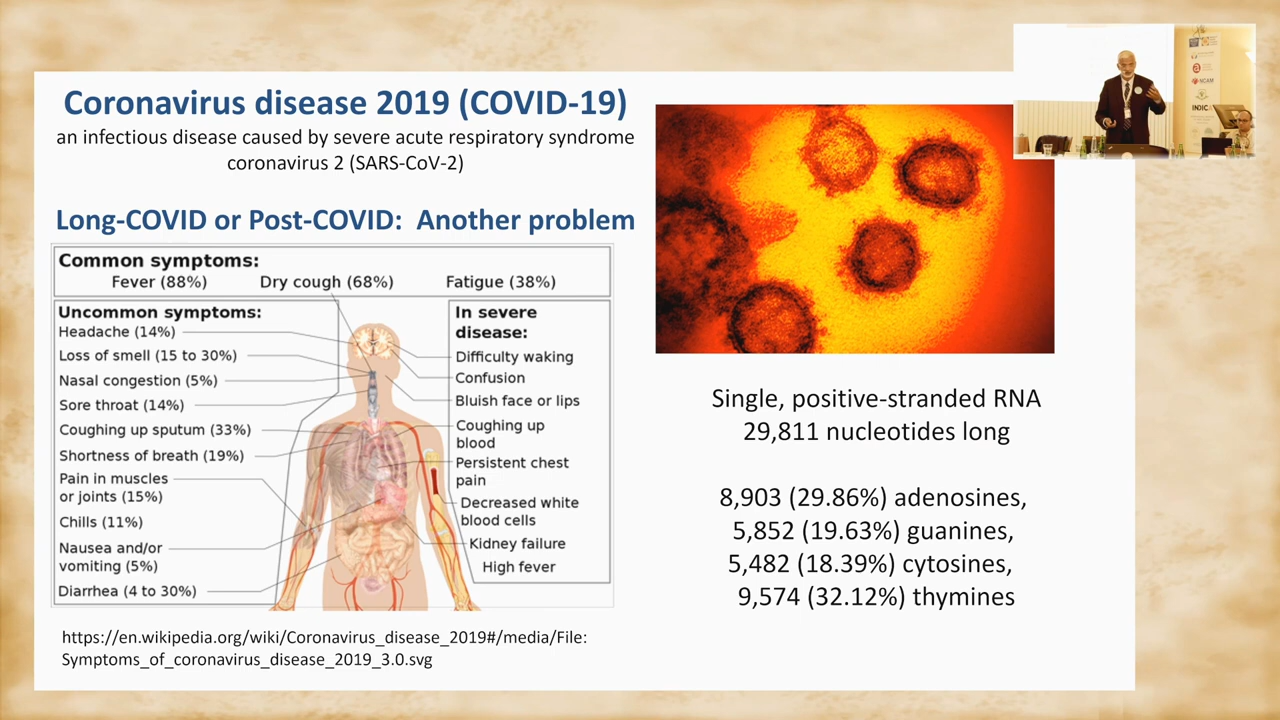 Coronavirus disease 2019 (COVID-19)
an infectious disease caused by severe acute respiratory syndrome
coronavirus 2 (SARS-CoV-2)
Long-COVID or Post-COVID: Another problem
Common symptoms:
Fever (88%) Dry cough (68%) Fatigue (38%)
Uncommon symptoms:
Headache (14%)
Loss of smell (15 to 30%)
Nasal congestion (5%)
Sore throat (14%)
Coughing up sputum (33%)
Shortness of breath (19%)
Pain in muscles
or joints (15%)
Chills (11%)
Nausea and/or
vomiting (5%)
Diarrhea (4 to 30%)
In severe
disease:
Difficulty waking
Confusion
Bluish face or lips
Coughing up
blood
Persistent chest
pain
Decreased white
blood cells
Kidney failure
High fever
https://en.wikipedia.org/wiki/Coronavirus_disease_2019#/media/File:
Symptoms_of_coronavirus_disease_2019_3.0.svg
Single, positive-stranded RNA
29,811 nucleotides long
8,903 (29.86%) adenosines,
5,852 (19.63%) guanines,
5,482 (18.39%) cytosines,
9,574 (32.12%) thymines
NCAM